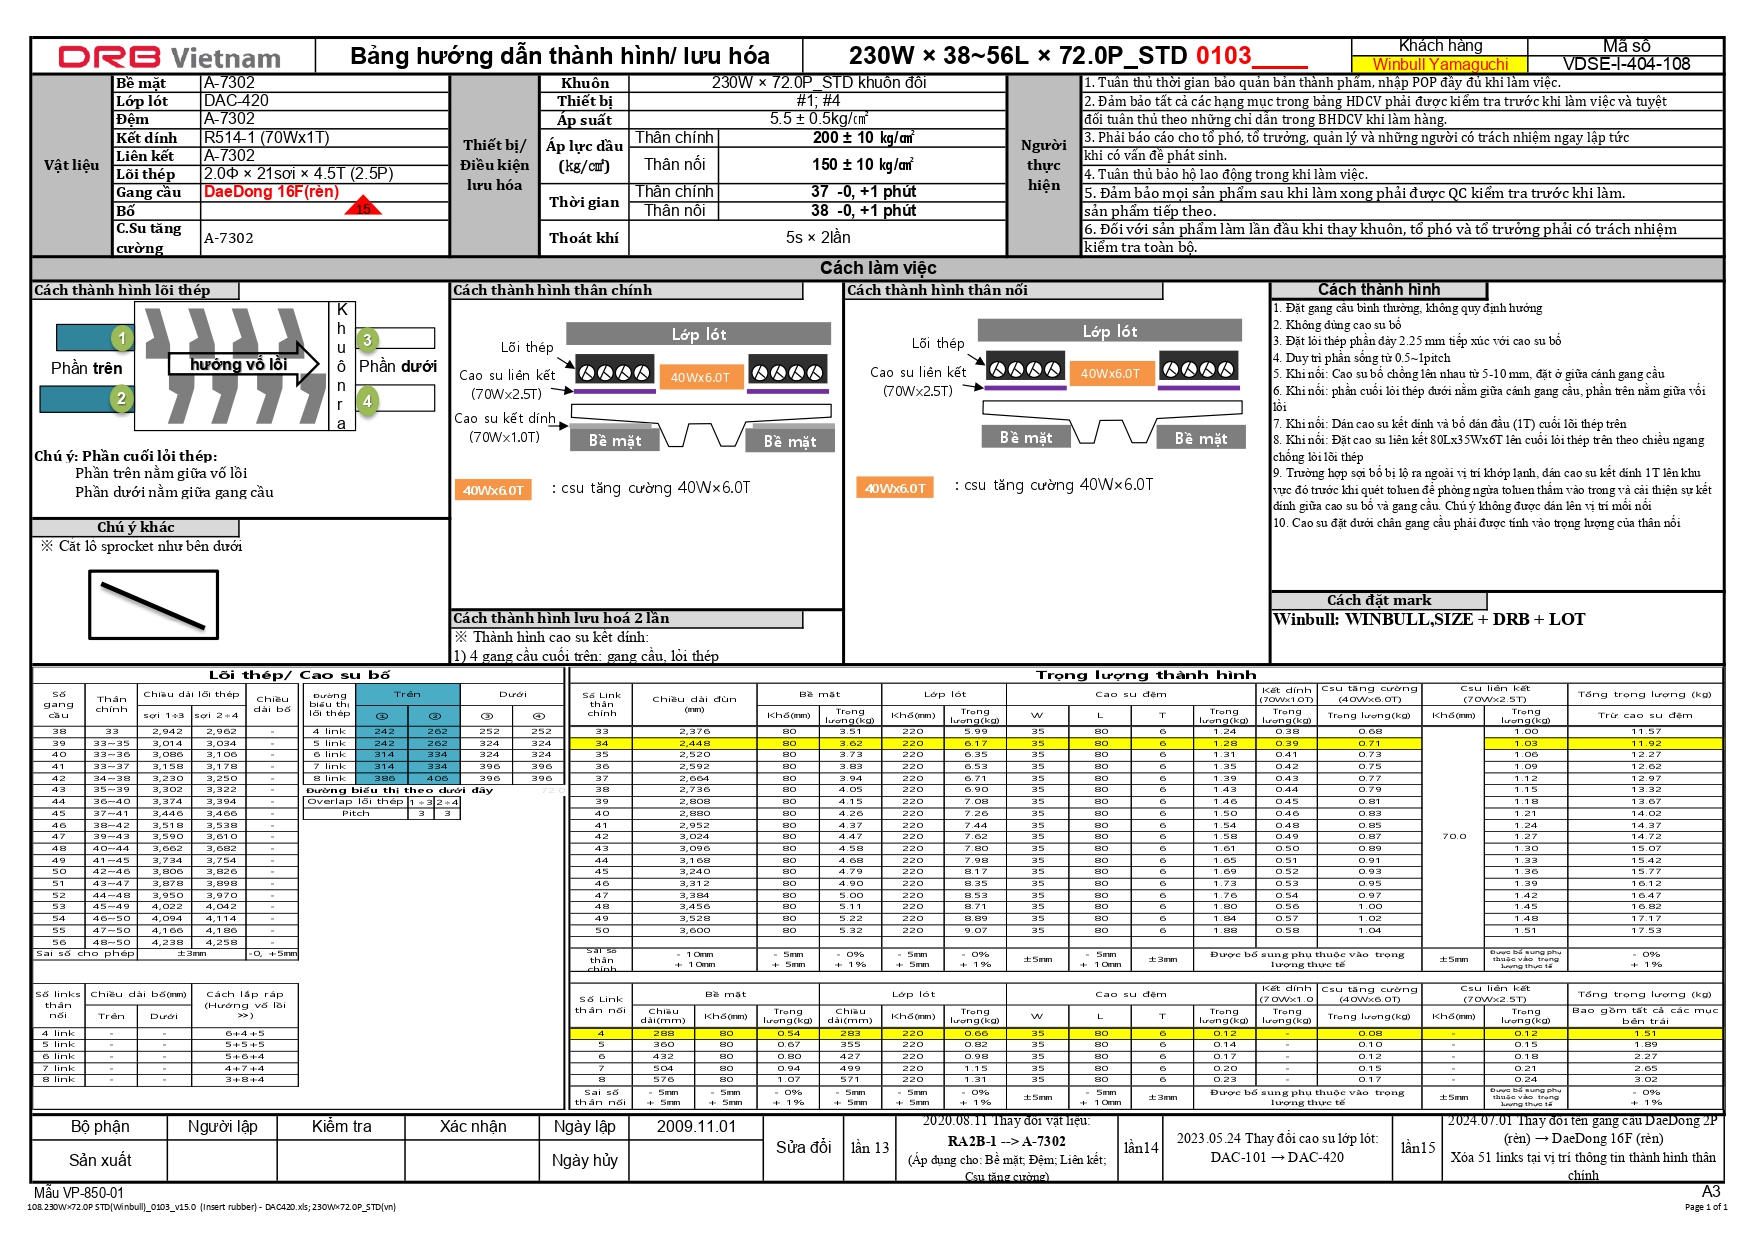 DRB Vietnam
Bảng hướng dẫn thành hình/ lưu hóa
230W × 38~56L × 72.0P_STD 0103____
Khách hàng
Mã số
Winbull Yamaguchi
VDSE-I-404-108
Vật liệu
Bề mặt A-7302
Lớp lót DAC-420
Đệm A-7302
Kết dính R514-1 (70Wx1T)
Liên kết A-7302
Lõi thép 2.0Φ × 21sơi × 4.5T (2.5P)
Gang cầu DaeDong 16F(rèn)
Bố 15
C.Su tăng cường A-7302
Thiết bị/ Điều kiện lưu hóa
Khuôn 230W × 72.0P_STD khuôn đôi
Thiết bị #1; #4
Áp suất 5.5 ± 0.5kg/㎠
Áp lực dầu (kg/㎠)
Thân chính 200 ± 10 kg/㎠
Thân nối 150 ± 10 kg/㎠
Thời gian
Thân chính 37 -0, +1 phút
Thân nối 38 -0, +1 phút
Thoát khí 5s × 2lần
Người thực hiện
1. Tuân thủ thời gian bảo quản bán thành phẩm, nhập POP đầy đủ khi làm việc.
2. Đảm bảo tất cả các hạng mục trong bảng HDCV phải được kiểm tra trước khi làm việc và tuyệt
đối tuân thủ theo những chỉ dẫn trong BHDCV khi làm hàng.
3. Phải báo cáo cho tổ phó, tổ trưởng, quản lý và những người có trách nhiệm ngay lập tức
khi có vấn đề phát sinh.
4. Tuân thủ bảo hộ lao động trong khi làm việc.
5. Đảm bảo mọi sản phẩm sau khi làm xong phải được QC kiểm tra trước khi làm.
sản phẩm tiếp theo.
6. Đối với sản phẩm làm lần đầu khi thay khuôn, tổ phó và tổ trưởng phải có trách nhiệm
kiểm tra toàn bộ.
Cách làm việc
Cách thành hình lõi thép
1
2
3
4
Phần trên
hướng vố lồi
Khuôn ra
Phần dưới
Chú ý: Phần cuối lỏi thép:
Phần trên nằm giữa vố lồi
Phần dưới nằm giữa gang cầu
Chú ý khác
※ Cắt lô sprocket như bên dưới
Cách thành hình thân chính
Lớp lót
Lõi thép
40Wx6.0T
Cao su liên kết
(70W×2.5T)
Cao su kết dính
(70W×1.0T)
Bề mặt
Bề mặt
40Wx6.0T : csu tăng cường 40W×6.0T
Cách thành hình lưu hoá 2 lần
※ Thành hình cao su kết dính:
1) 4 gang cầu cuối trên: gang cầu, lỏi thép
Cách thành hình thân nối
Lớp lót
Lõi thép
40Wx6.0T
Cao su liên kết
(70W×2.5T)
Bề mặt
Bề mặt
40Wx6.0T : csu tăng cường 40W×6.0T
Cách thành hình
1. Đặt gang cầu bình thường, không quy định hướng
2. Không dùng cao su bố
3. Đặt lõi thép phần dày 2.25 mm tiếp xúc với cao su bố
4. Duy trì phần sống từ 0.5~1pitch
5. Khi nối: Cao su bố chồng lên nhau từ 5-10 mm, đặt ở giữa cánh gang cầu
6. Khi nối: phần cuối lõi thép dưới nằm giữa cánh gang cầu, phần trên nằm giữa vối
lồi
7. Khi nối: Dán cao su kết dính và bố dán đầu (1T) cuối lõi thép trên
8. Khi nối: Đặt cao su liên kết 80Lx35Wx6T lên cuối lỏi thép trên theo chiều ngang
chống lòi lõi thép
9. Trường hợp sợi bố bị lộ ra ngoài vị trí khớp lạnh, dán cao su kết dính 1T lên khu
vực đó trước khi quét toluen để phòng ngừa toluen thấm vào trong và cải thiện sự kết
dính giữa cao su bố và gang cầu. Chú ý không được dán lên vị trí mối nối
10. Cao su đặt dưới chân gang cầu phải được tính vào trọng lượng của thân nối
Cách đặt mark
Winbull: WINBULL,SIZE + DRB + LOT
Lõi thép/ Cao su bố
Số gang cầu Thân chính Chiều dài lõi thép Chiều dài bố
sợi 1÷3 sợi 2÷4
38 33 2,942 2,962 -
39 33~35 3,014 3,034 -
40 33~36 3,086 3,106 -
41 33~37 3,158 3,178 -
42 34~38 3,230 3,250 -
43 35~39 3,302 3,322 -
44 36~40 3,374 3,394 -
45 37~41 3,446 3,466 -
46 38~42 3,518 3,538 -
47 39~43 3,590 3,610 -
48 40~44 3,662 3,682 -
49 41~45 3,734 3,754 -
50 42~46 3,806 3,826 -
51 43~47 3,878 3,898 -
52 44~48 3,950 3,970 -
53 45~49 4,022 4,042 -
54 46~50 4,094 4,114 -
55 47~50 4,166 4,186 -
56 48~50 4,238 4,258 -
Sai số cho phép ±3mm -0, +5mm
Đường biểu thị lõi thép Trên Dưới
① ② ③ ④
4 link 242 262 252 252
5 link 242 262 324 324
6 link 314 334 324 324
7 link 314 334 396 396
8 link 386 406 396 396
Đường biểu thị theo dưới đây 72.0
Overlap lõi thép 1÷3 2÷4
Pitch 3 3
Số links thân nối Chiều dài bố(mm) Cách lắp ráp (Hướng vố lồi >>)
Trên Dưới
4 link - - 6+4+5
5 link - - 5+5+5
6 link - - 5+6+4
7 link - - 4+7+4
8 link - - 3+8+4
Trọng lượng thành hình
Số Link thân chính Chiều dài đùn (mm) Bề mặt Lớp lót Cao su đệm Kết dính (70Wx1.0T) Csu tăng cường (40W×6.0T) Csu liên kết (70W×2.5T) Tổng trọng lượng (kg)
Khổ(mm) Trọng lượng(kg) Khổ(mm) Trọng lượng(kg) W L T Trọng lượng(kg) Trọng lượng(kg) Trọng lượng(kg) Khổ(mm) Trọng lượng(kg) Trừ cao su đệm
33 2,376 80 3.51 220 5.99 35 80 6 1.24 0.38 0.68 1.00 11.57
34 2,448 80 3.62 220 6.17 35 80 6 1.28 0.39 0.71 1.03 11.92
35 2,520 80 3.73 220 6.35 35 80 6 1.31 0.41 0.73 1.06 12.27
36 2,592 80 3.83 220 6.53 35 80 6 1.35 0.42 0.75 1.09 12.62
37 2,664 80 3.94 220 6.71 35 80 6 1.39 0.43 0.77 1.12 12.97
38 2,736 80 4.05 220 6.90 35 80 6 1.43 0.44 0.79 1.15 13.32
39 2,808 80 4.15 220 7.08 35 80 6 1.46 0.45 0.81 1.18 13.67
40 2,880 80 4.26 220 7.26 35 80 6 1.50 0.46 0.83 1.21 14.02
41 2,952 80 4.37 220 7.44 35 80 6 1.54 0.48 0.85 1.24 14.37
42 3,024 80 4.47 220 7.62 35 80 6 1.58 0.49 0.87 70.0 1.27 14.72
43 3,096 80 4.58 220 7.80 35 80 6 1.61 0.50 0.89 1.30 15.07
44 3,168 80 4.68 220 7.98 35 80 6 1.65 0.51 0.91 1.33 15.42
45 3,240 80 4.79 220 8.17 35 80 6 1.69 0.52 0.93 1.36 15.77
46 3,312 80 4.90 220 8.35 35 80 6 1.73 0.53 0.95 1.39 16.12
47 3,384 80 5.00 220 8.53 35 80 6 1.76 0.54 0.97 1.42 16.47
48 3,456 80 5.11 220 8.71 35 80 6 1.80 0.56 1.00 1.45 16.82
49 3,528 80 5.22 220 8.89 35 80 6 1.84 0.57 1.02 1.48 17.17
50 3,600 80 5.32 220 9.07 35 80 6 1.88 0.58 1.04 1.51 17.53
Sai số thân chính - 10mm + 10mm - 5mm + 5mm - 0% + 1% - 5mm + 5mm - 0% + 1% ±5mm - 5mm + 10mm ±3mm Được bổ sung phụ thuộc vào trọng lượng thực tế ±5mm Được bổ sung phụ thuộc vào trọng lượng thực tế - 0% + 1%
Số Link thân nối Bề mặt Lớp lót Cao su đệm Kết dính (70W×1.0 Csu tăng cường (40W×6.0T) Csu liên kết (70W×2.5T) Tổng trọng lượng (kg)
Chiều dài(mm) Khổ(mm) Trọng lượng(kg) Chiều dài(mm) Khổ(mm) Trọng lượng(kg) W L T Trọng lượng(kg) Trọng lượng(kg) Trọng lượng(kg) Khổ(mm) Trọng lượng(kg) Bao gồm tất cả các mục bên trái
4 288 80 0.54 283 220 0.66 35 80 6 0.12 - 0.08 - 0.12 1.51
5 360 80 0.67 355 220 0.82 35 80 6 0.14 - 0.10 - 0.15 1.89
6 432 80 0.80 427 220 0.98 35 80 6 0.17 - 0.12 - 0.18 2.27
7 504 80 0.94 499 220 1.15 35 80 6 0.20 - 0.15 - 0.21 2.65
8 576 80 1.07 571 220 1.31 35 80 6 0.23 - 0.17 - 0.24 3.02
Sai số thân nối - 5mm + 5mm - 5mm + 5mm - 0% + 1% - 5mm + 5mm - 5mm + 5mm - 0% + 1% ±5mm - 5mm + 10mm ±3mm Được bổ sung phụ thuộc vào trọng lượng thực tế ±5mm Được bổ sung phụ thuộc vào trọng lượng thực tế - 0% + 1%
Bộ phận Người lập Kiểm tra Xác nhận Ngày lập 2009.11.01
Sản xuất Ngày hủy
Sửa đổi
lần 13
2020.08.11 Thay đổi vật liệu:
RA2B-1 --> A-7302
(Áp dụng cho: Bề mặt; Đệm; Liên kết;
Csu tăng cường)
lần14
2023.05.24 Thay đổi cao su lớp lót:
DAC-101 → DAC-420
lần15
2024.07.01 Thay đổi tên gang cầu DaeDong 2P
(rèn) → DaeDong 16F (rèn)
Xóa 51 links tại vị trí thông tin thành hình thân
chính
Mẫu VP-850-01
A3
108.230W×72.0P STD(Winbull)_0103_v15.0 (Insert rubber) - DAC420.xls; 230W×72.0P_STD(vn)
Page 1 of 1